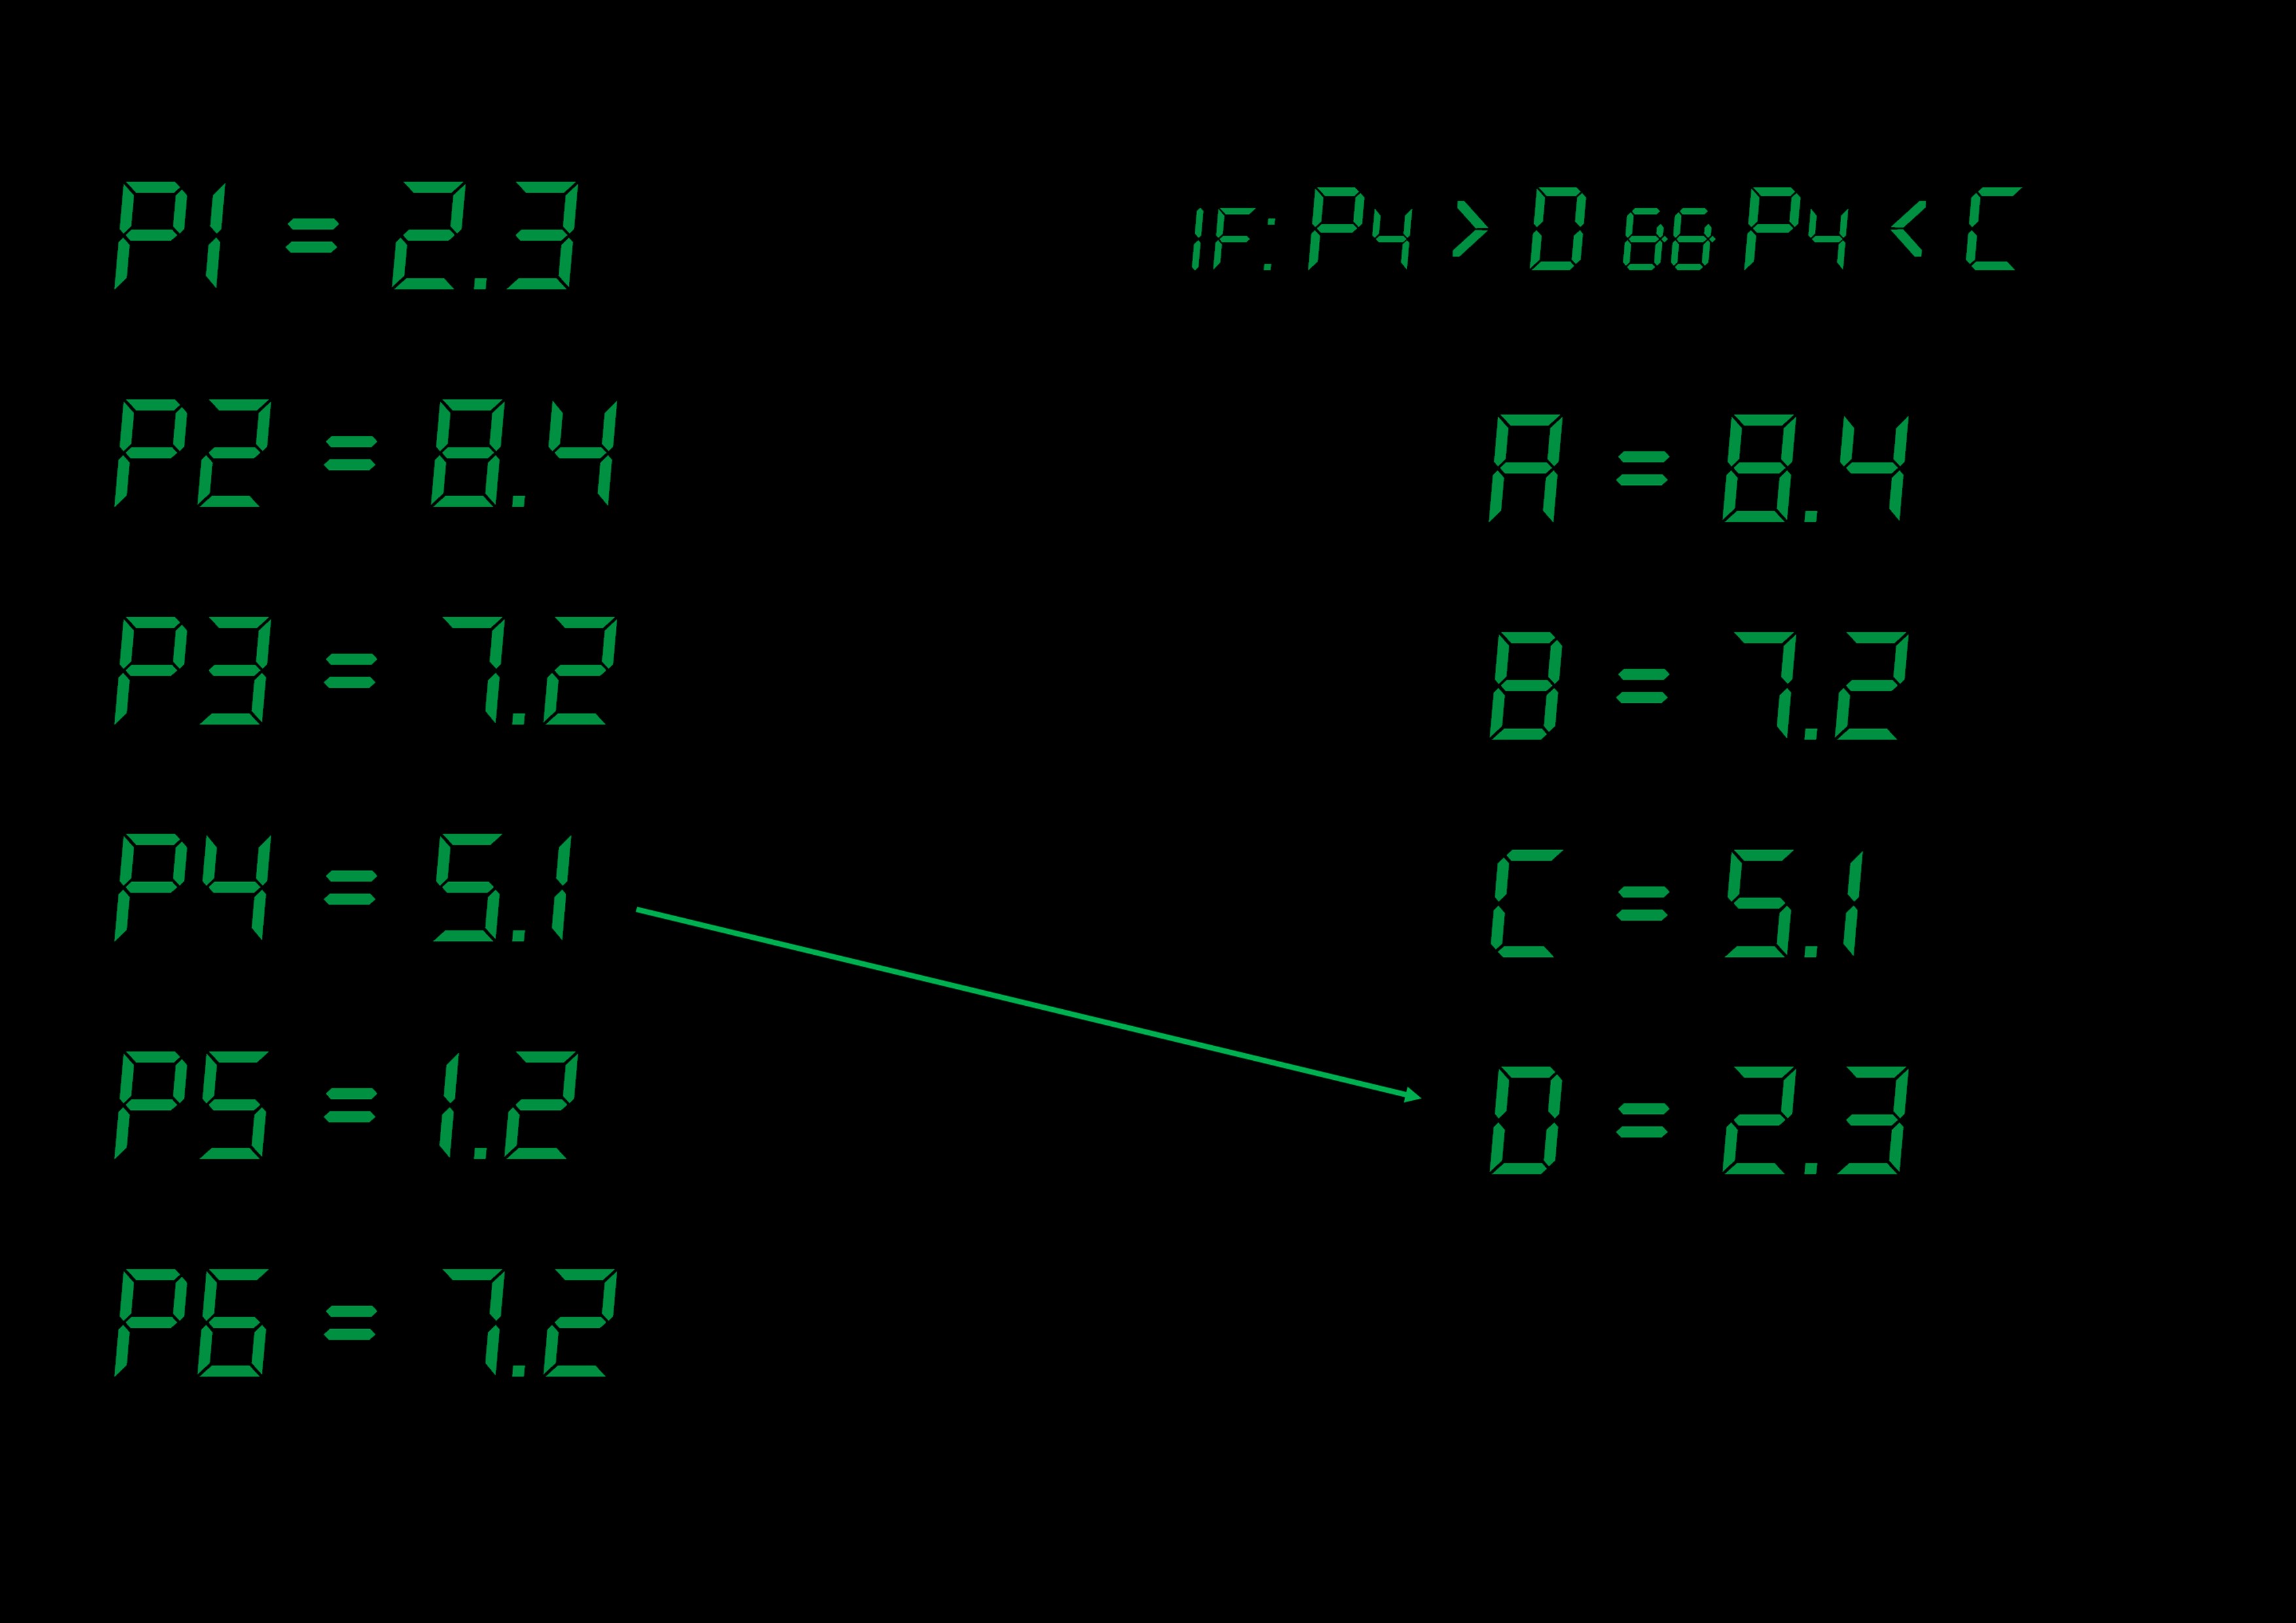 P1 = 2.3
P2 = 8.4
P3 = 7.2
P4 = 5.1
P5 = 1.2
P6 = 7.2
IF: P4 > D && P4 < C
A = 8.4
B = 7.2
C = 5.1
D = 2.3